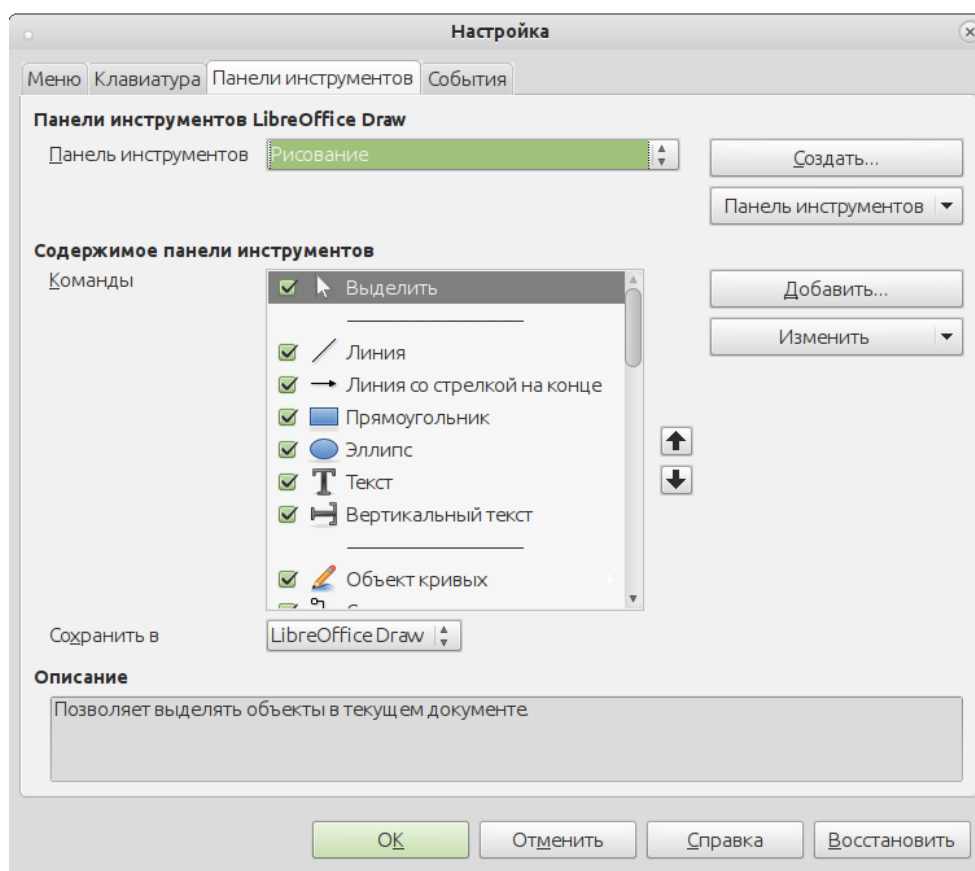 Настройка
Меню Клавиатура Панели инструментов События
Панели инструментов LibreOffice Draw
Панель инструментов Рисование Создать...
Панель инструментов
Содержимое панели инструментов
Команды Выделить Добавить...
Изменить
Линия
Линия со стрелкой на конце
Прямоугольник
Эллипс
Текст
Вертикальный текст
Объект кривых
Сохранить в LibreOffice Draw
Описание
Позволяет выделять объекты в текущем документе.
OK Отменить Справка Восстановить